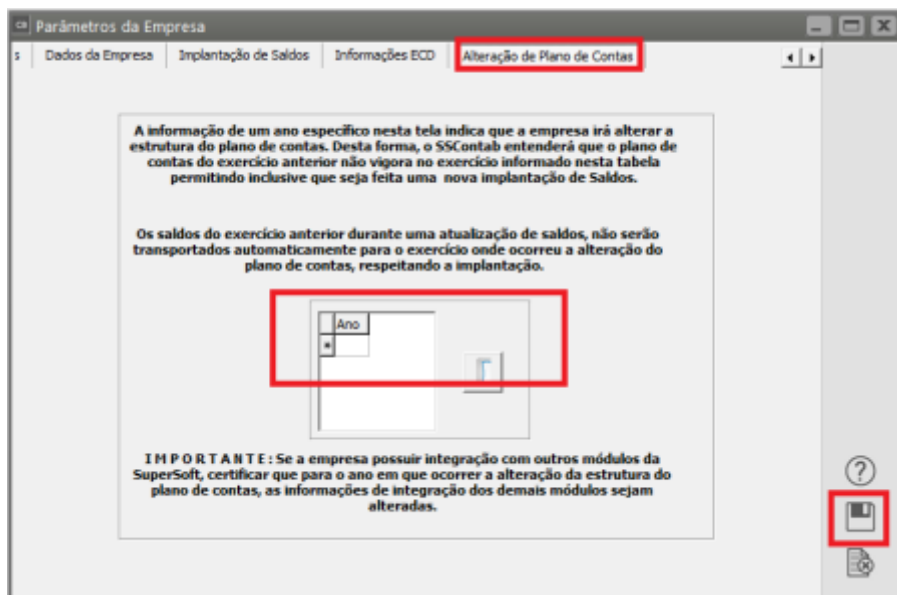 CB Parâmetros da Empresa
s Dados da Empresa Implantação de Saldos Informações ECD Alteração de Plano de Contas
A informação de um ano específico nesta tela indica que a empresa irá alterar a
estrutura do plano de contas. Desta forma, o SSContab entenderá que o plano de
contas do exercício anterior não vigora no exercício informado nesta tabela
permitindo inclusive que seja feita uma nova implantação de Saldos.
Os saldos do exercício anterior durante uma atualização de saldos, não serão
transportados automaticamente para o exercício onde ocorreu a alteração do
plano de contas, respeitando a implantação.
Ano
*
I M P O R T A N T E : Se a empresa possuir integração com outros módulos da
SuperSoft, certificar que para o ano em que ocorrer a alteração da estrutura do
plano de contas, as informações de integração dos demais módulos sejam
alteradas.
?